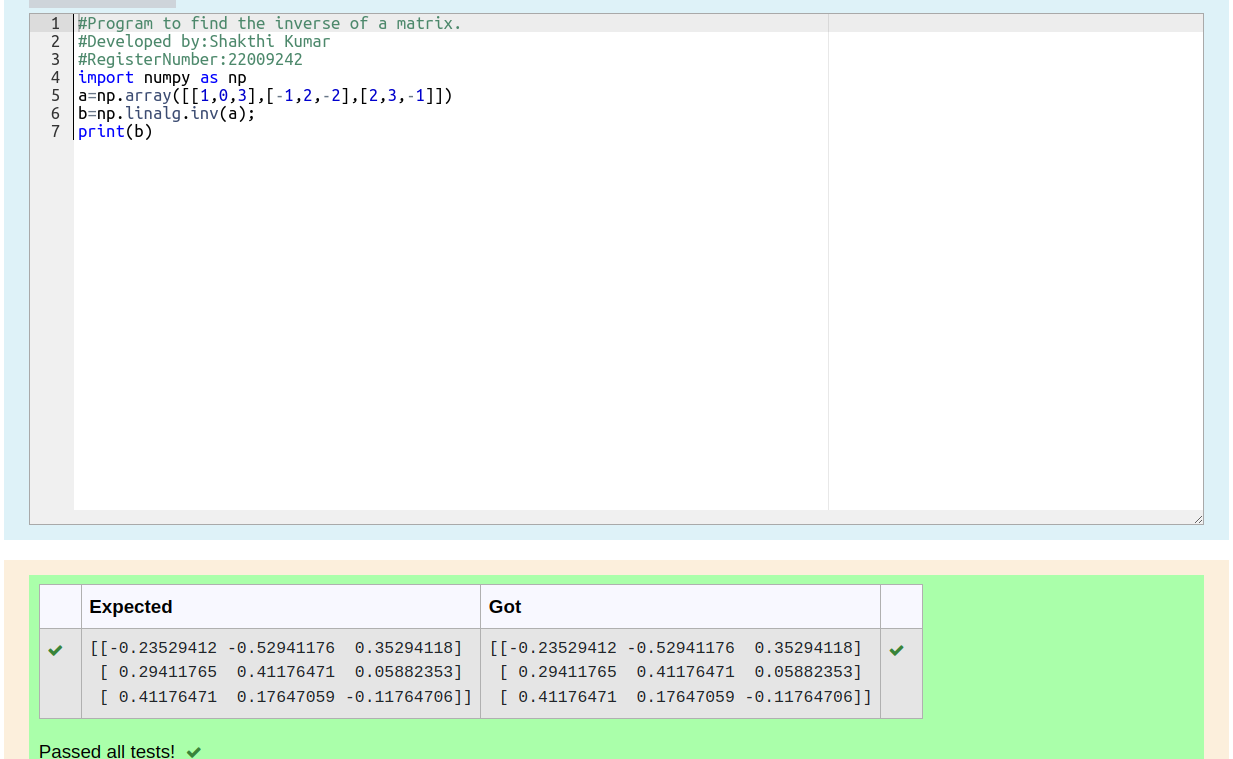 1 #Program to find the inverse of a matrix.
2 #Developed by:Shakthi Kumar
3 #RegisterNumber:22009242
4 import numpy as np
5 a=np.array([[1,0,3],[-1,2,-2],[2,3,-1]])
6 b=np.linalg.inv(a);
7 print(b)
Expected Got
[[-0.23529412 -0.52941176  0.35294118] [[-0.23529412 -0.52941176  0.35294118]
[ 0.29411765  0.41176471  0.05882353] [ 0.29411765  0.41176471  0.05882353]
[ 0.41176471  0.17647059 -0.11764706]] [ 0.41176471  0.17647059 -0.11764706]]
Passed all tests!